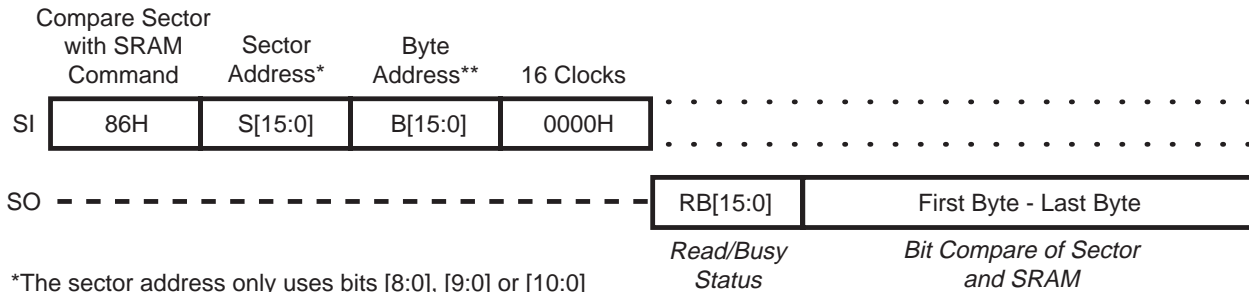 Compare Sector
with SRAM
Command
Sector
Address*
Byte
Address**
16 Clocks
SI
86H
S[15:0]
B[15:0]
0000H
SO
RB[15:0]
First Byte - Last Byte
Read/Busy
Status
Bit Compare of Sector
and SRAM
*The sector address only uses bits [8:0], [9:0] or [10:0]